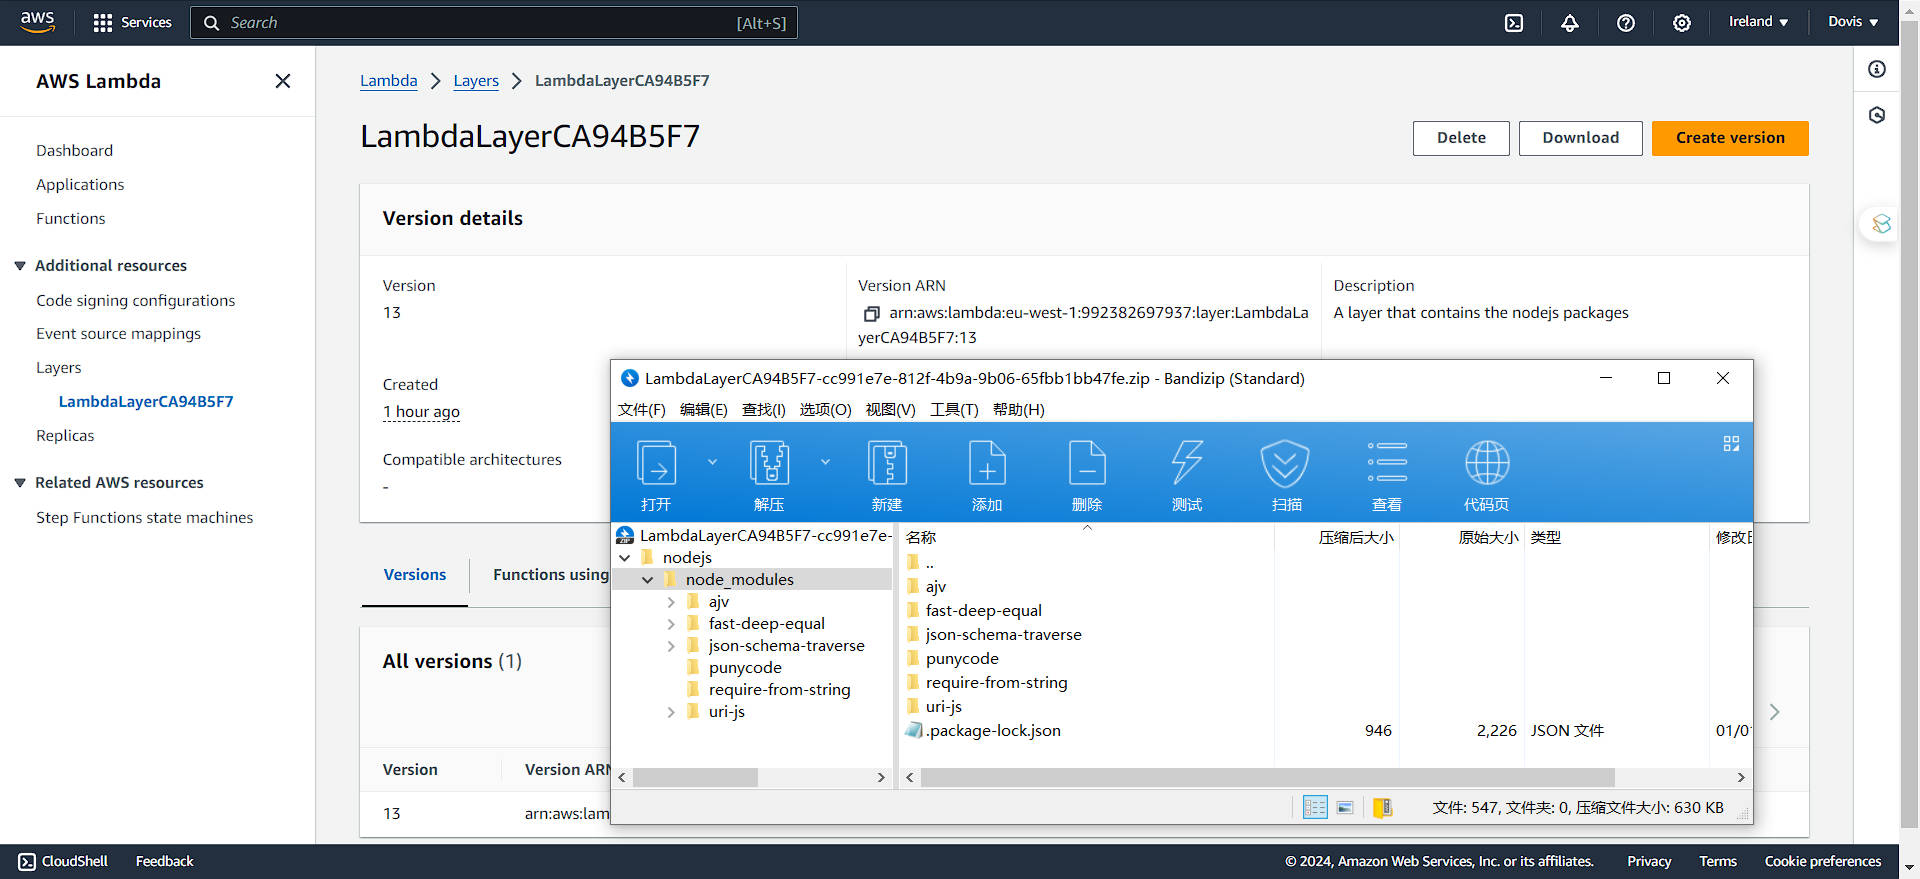 aws Services Search [Alt+S] Ireland Dovis
AWS Lambda
Dashboard
Applications
Functions
Additional resources
Code signing configurations
Event source mappings
Layers
LambdaLayerCA94B5F7
Replicas
Related AWS resources
Step Functions state machines
Lambda Layers LambdaLayerCA94B5F7
LambdaLayerCA94B5F7
Delete Download Create version
Version details
Version
13
Version ARN
arn:aws:lambda:eu-west-1:992382697937:layer:LambdaLa
yerCA94B5F7:13
Description
A layer that contains the nodejs packages
Created
1 hour ago
Compatible architectures
-
Versions Functions using
All versions (1)
Version Version ARN
13 arn:aws:lam
LambdaLayerCA94B5F7-cc991e7e-812f-4b9a-9b06-65fbb1bb47fe.zip - Bandizip (Standard)
文件(F) 编辑(E) 查找(I) 选项(O) 视图(V) 工具(T) 帮助(H)
打开 解压 新建 添加 删除 测试 扫描 查看 代码页
ZIP LambdaLayerCA94B5F7-cc991e7e-
nodejs
node_modules
ajv
fast-deep-equal
json-schema-traverse
punycode
require-from-string
uri-js
名称 压缩后大小 原始大小 类型 修改日
..
ajv
fast-deep-equal
json-schema-traverse
punycode
require-from-string
uri-js
.package-lock.json 946 2,226 JSON 文件 01/01
文件: 547, 文件夹: 0, 压缩文件大小: 630 KB
CloudShell Feedback © 2024, Amazon Web Services, Inc. or its affiliates. Privacy Terms Cookie preferences